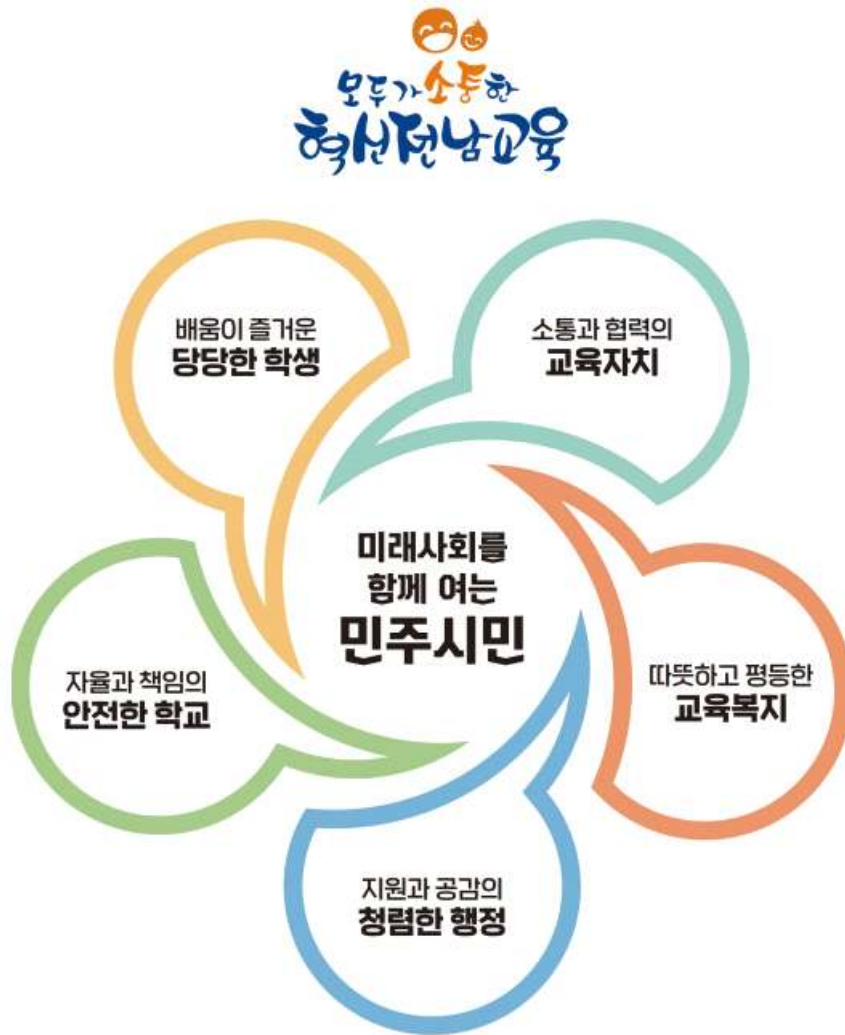 모두가 소통한
혁신전남교육
배움이 즐거운
당당한 학생
소통과 협력의
교육자치
미래사회를
함께 여는
민주시민
자율과 책임의
안전한 학교
따뜻하고 평등한
교육복지
지원과 공감의
청렴한 행정